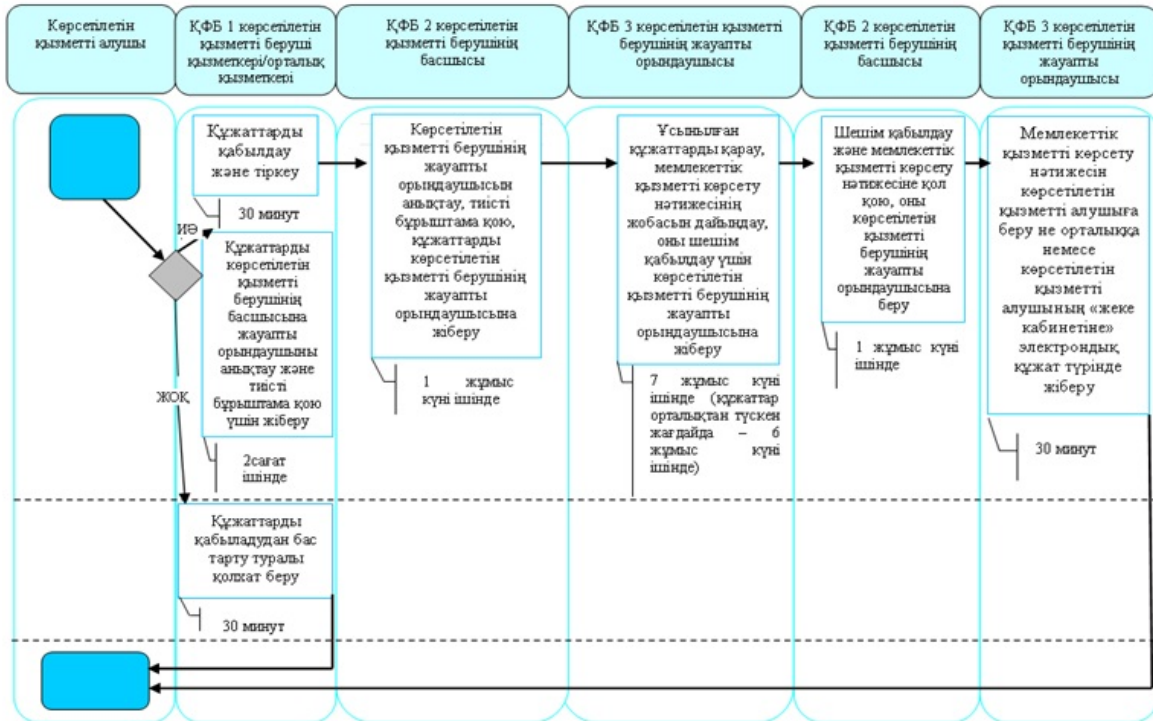 Көрсетілетін
қызметті алушы
ҚФБ 1 көрсетілетін
қызметті беруші
қызметкері/орталық
қызметкері
ҚФБ 2 көрсетілетін
қызметті берушінің
басшысы
ҚФБ 3 көрсетілетін қызметті
берушінің жауапты
орындаушысы
ҚФБ 2 көрсетілетін
қызметті берушінің
басшысы
ҚФБ 3 көрсетілетін
қызметті берушінің
жауапты
орындаушысы
Құжаттарды
қабылдау
және тіркеу
30 минут
ИӘ
Құжаттарды
көрсетілетін
қызметті
берушінің
басшысына
жауапты
орындаушыны
анықтау және
тиісті
бұрыштама қою
үшін жіберу
ЖОҚ
2сағат
ішінде
Көрсетілетін
қызметті берушінің
жауапты
орындаушысын
анықтау, тиісті
бұрыштама қою,
құжаттарды
көрсетілетін
қызметті берушінің
жауапты
орындаушысына
жіберу
1 жұмыс
күні ішінде
Ұсынылған
құжаттарды қарау,
мемлекеттік
қызметті көрсету
нәтижесінің
жобасын дайындау,
оны шешім
қабылдау үшін
көрсетілетін
қызметті берушінің
жауапты
орындаушысына
жіберу
7 жұмыс күні
ішінде (құжаттар
орталықтан түскен
жағдайда – 6
жұмыс күні
ішінде)
Шешім қабылдау
және мемлекеттік
қызметті көрсету
нәтижесіне қол
қою, оны
көрсетілетін
қызметті
берушінің
жауапты
орындаушысына
беру
1 жұмыс күні
ішінде
Мемлекеттік
қызметті көрсету
нәтижесін
көрсетілетін
қызметті алушыға
беру не орталыққа
немесе
көрсетілетін
қызметті
алушының «жеке
кабинетіне»
электрондық
құжат түрінде
жіберу
30 минут
Құжаттарды
қабыладудан бас
тарту туралы
қолхат беру
30 минут